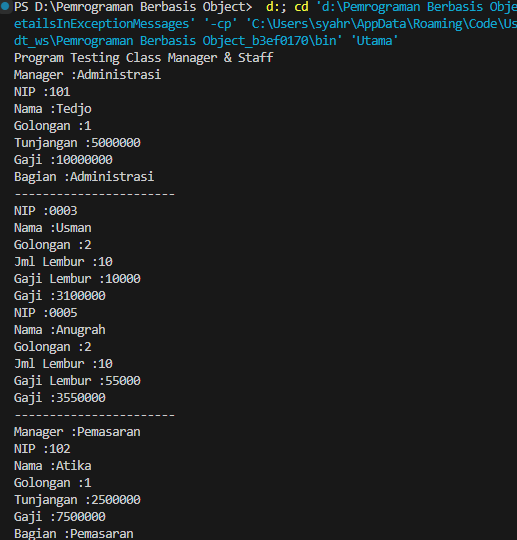 PS D:\Pemrograman Berbasis Object>  d:; cd 'd:\Pemrograman Berbasis Obje
etailsInExceptionMessages' '-cp' 'C:\Users\syahr\AppData\Roaming\Code\Us
dt_ws\Pemrograman Berbasis Object_b3ef0170\bin' 'Utama'
Program Testing Class Manager & Staff
Manager :Administrasi
NIP :101
Nama :Tedjo
Golongan :1
Tunjangan :5000000
Gaji :10000000
Bagian :Administrasi
-----------------------
NIP :0003
Nama :Usman
Golongan :2
Jml Lembur :10
Gaji Lembur :10000
Gaji :3100000
NIP :0005
Nama :Anugrah
Golongan :2
Jml Lembur :10
Gaji Lembur :55000
Gaji :3550000
-----------------------
Manager :Pemasaran
NIP :102
Nama :Atika
Golongan :1
Tunjangan :2500000
Gaji :7500000
Bagian :Pemasaran